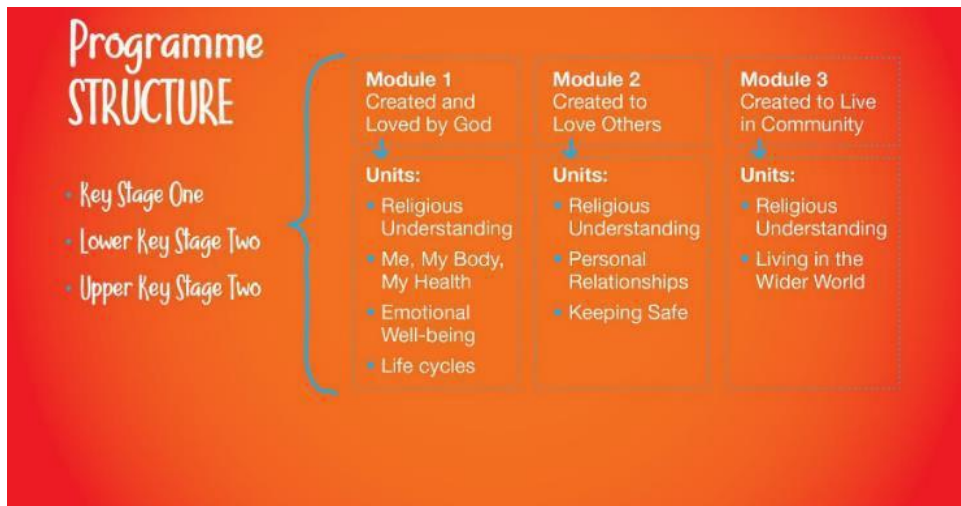 Programme
STRUCTURE
• Key Stage One
• Lower Key Stage Two
• Upper Key Stage Two
Module 1
Created and
Loved by God
Units:
• Religious
Understanding
• Me, My Body,
My Health
• Emotional
Well-being
• Life cycles
Module 2
Created to
Love Others
Units:
• Religious
Understanding
• Personal
Relationships
• Keeping Safe
Module 3
Created to Live
in Community
Units:
• Religious
Understanding
• Living in the
Wider World